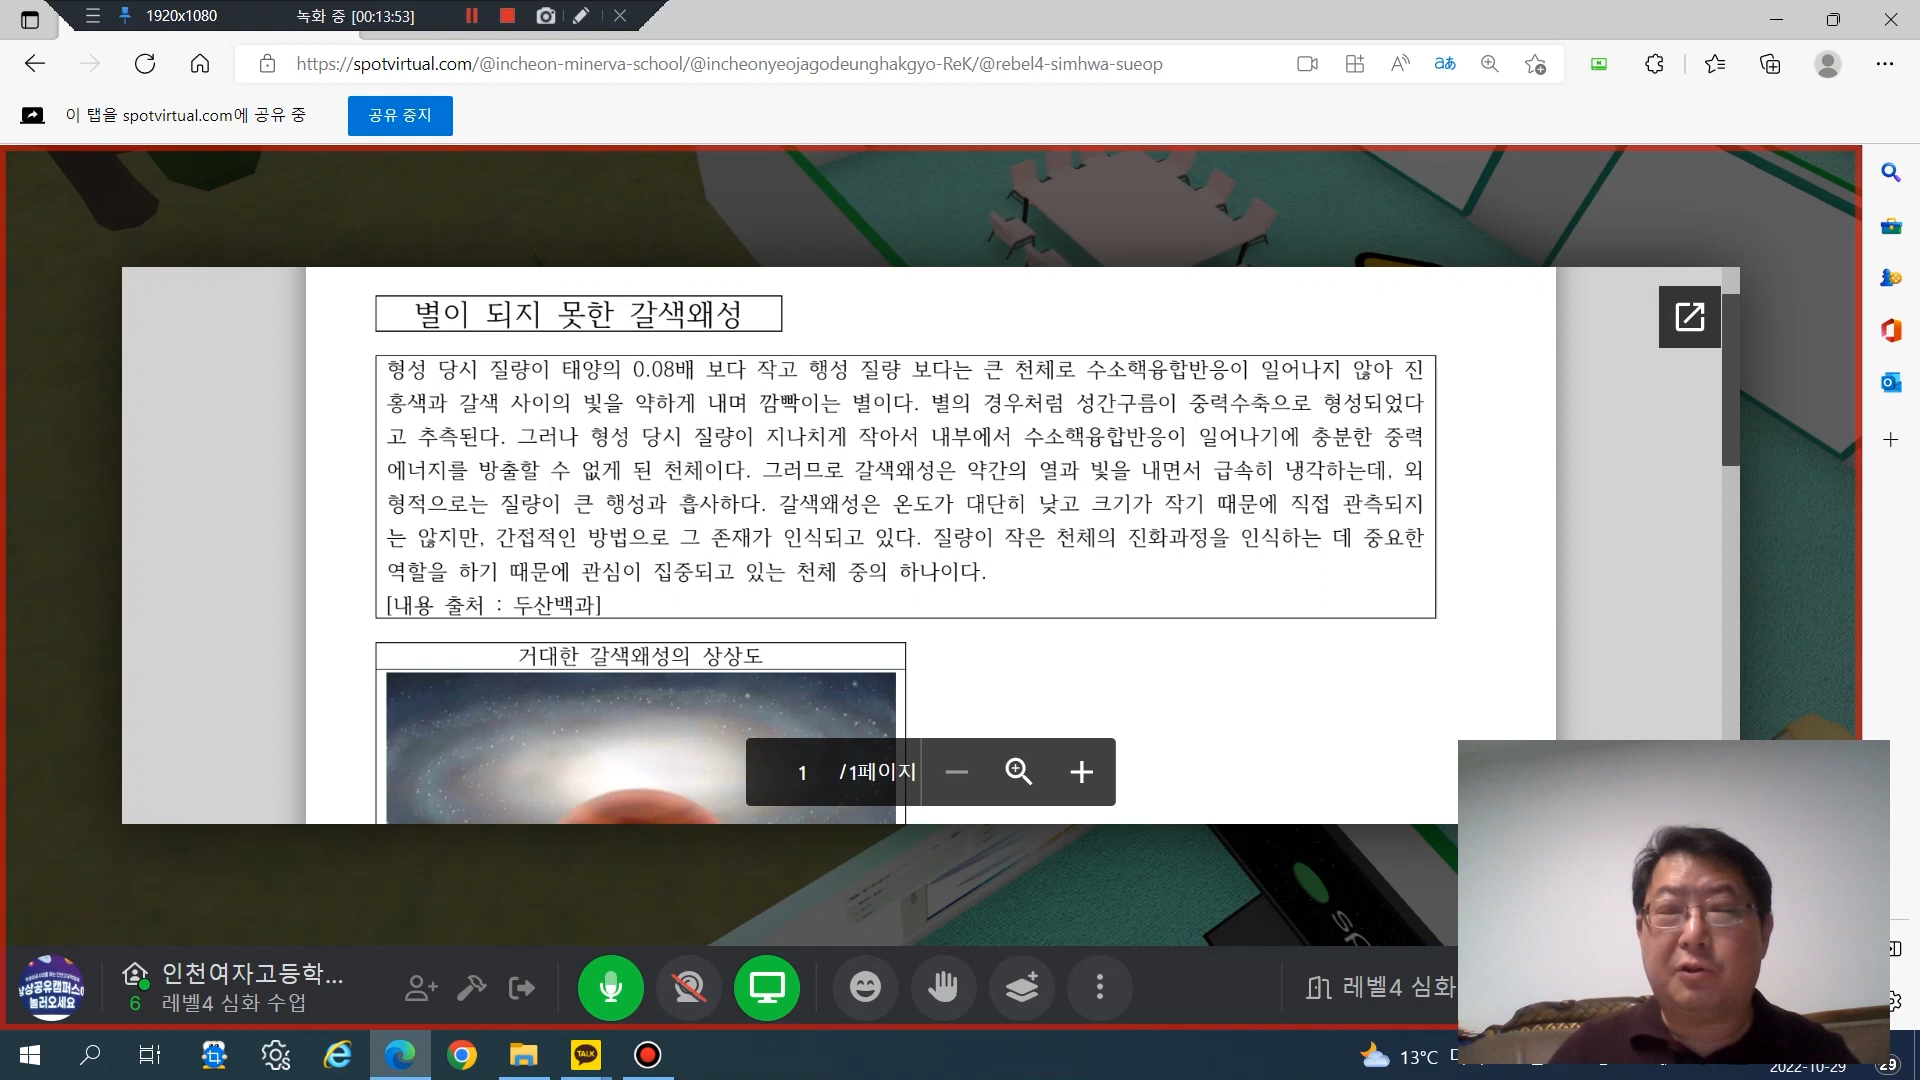 1920x1080
녹화 중 [00:13:53]
https://spotvirtual.com/@incheon-minerva-school/@incheonyeojagodeunghakgyo-ReK/@rebel4-simhwa-sueop
이 탭을 spotvirtual.com에 공유 중
공유 중지
별이 되지 못한 갈색왜성
형성 당시 질량이 태양의 0.08배 보다 작고 행성 질량 보다는 큰 천체로 수소핵융합반응이 일어나지 않아 진
홍색과 갈색 사이의 빛을 약하게 내며 깜빡이는 별이다. 별의 경우처럼 성간구름이 중력수축으로 형성되었다
고 추측된다. 그러나 형성 당시 질량이 지나치게 작아서 내부에서 수소핵융합반응이 일어나기에 충분한 중력
에너지를 방출할 수 없게 된 천체이다. 그러므로 갈색왜성은 약간의 열과 빛을 내면서 급속히 냉각하는데, 외
형적으로는 질량이 큰 행성과 흡사하다. 갈색왜성은 온도가 대단히 낮고 크기가 작기 때문에 직접 관측되지
는 않지만, 간접적인 방법으로 그 존재가 인식되고 있다. 질량이 작은 천체의 진화과정을 인식하는 데 중요한
역할을 하기 때문에 관심이 집중되고 있는 천체 중의 하나이다.
[내용 출처 : 두산백과]
거대한 갈색왜성의 상상도
1 /1페이지
놀러오세요
인천여자고등학...
6 레벨4 심화 수업
레벨4 심화
TALK
13°C
2022-10-29
29